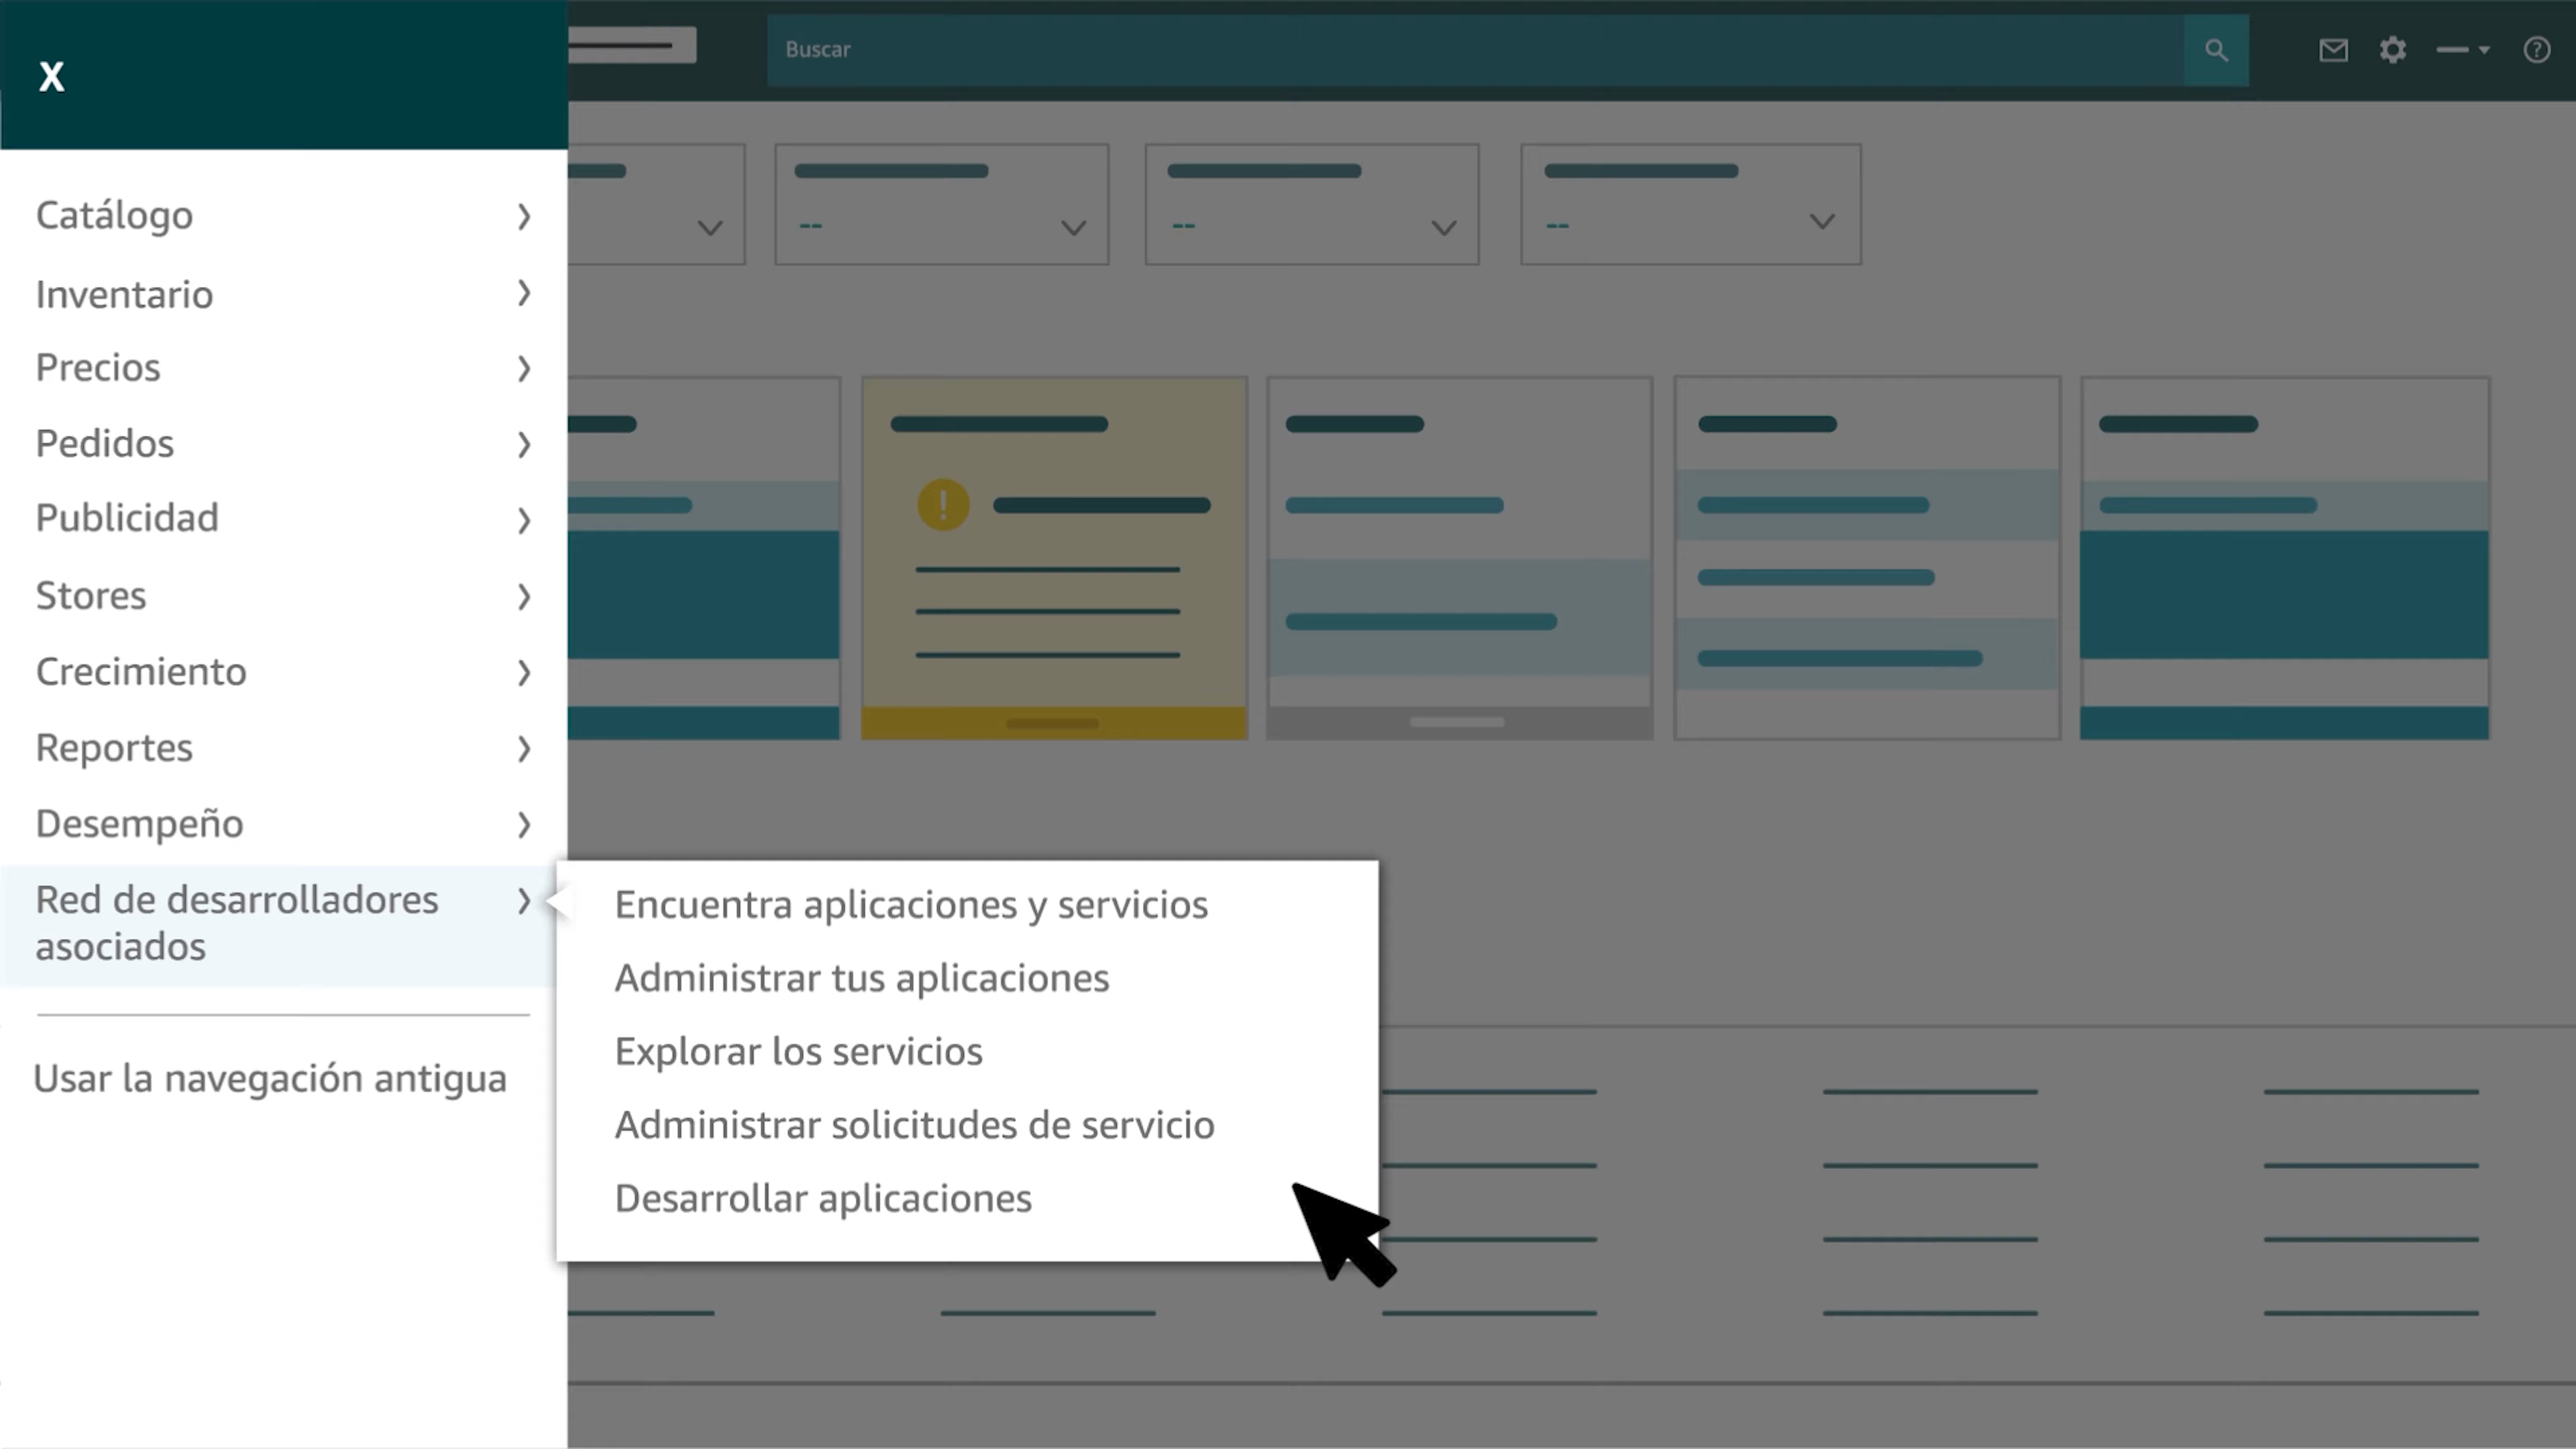 X
Buscar
Catálogo
Inventario
Precios
Pedidos
Publicidad
Stores
Crecimiento
Reportes
Desempeño
Red de desarrolladores
asociados
Usar la navegación antigua
Encuentra aplicaciones y servicios
Administrar tus aplicaciones
Explorar los servicios
Administrar solicitudes de servicio
Desarrollar aplicaciones